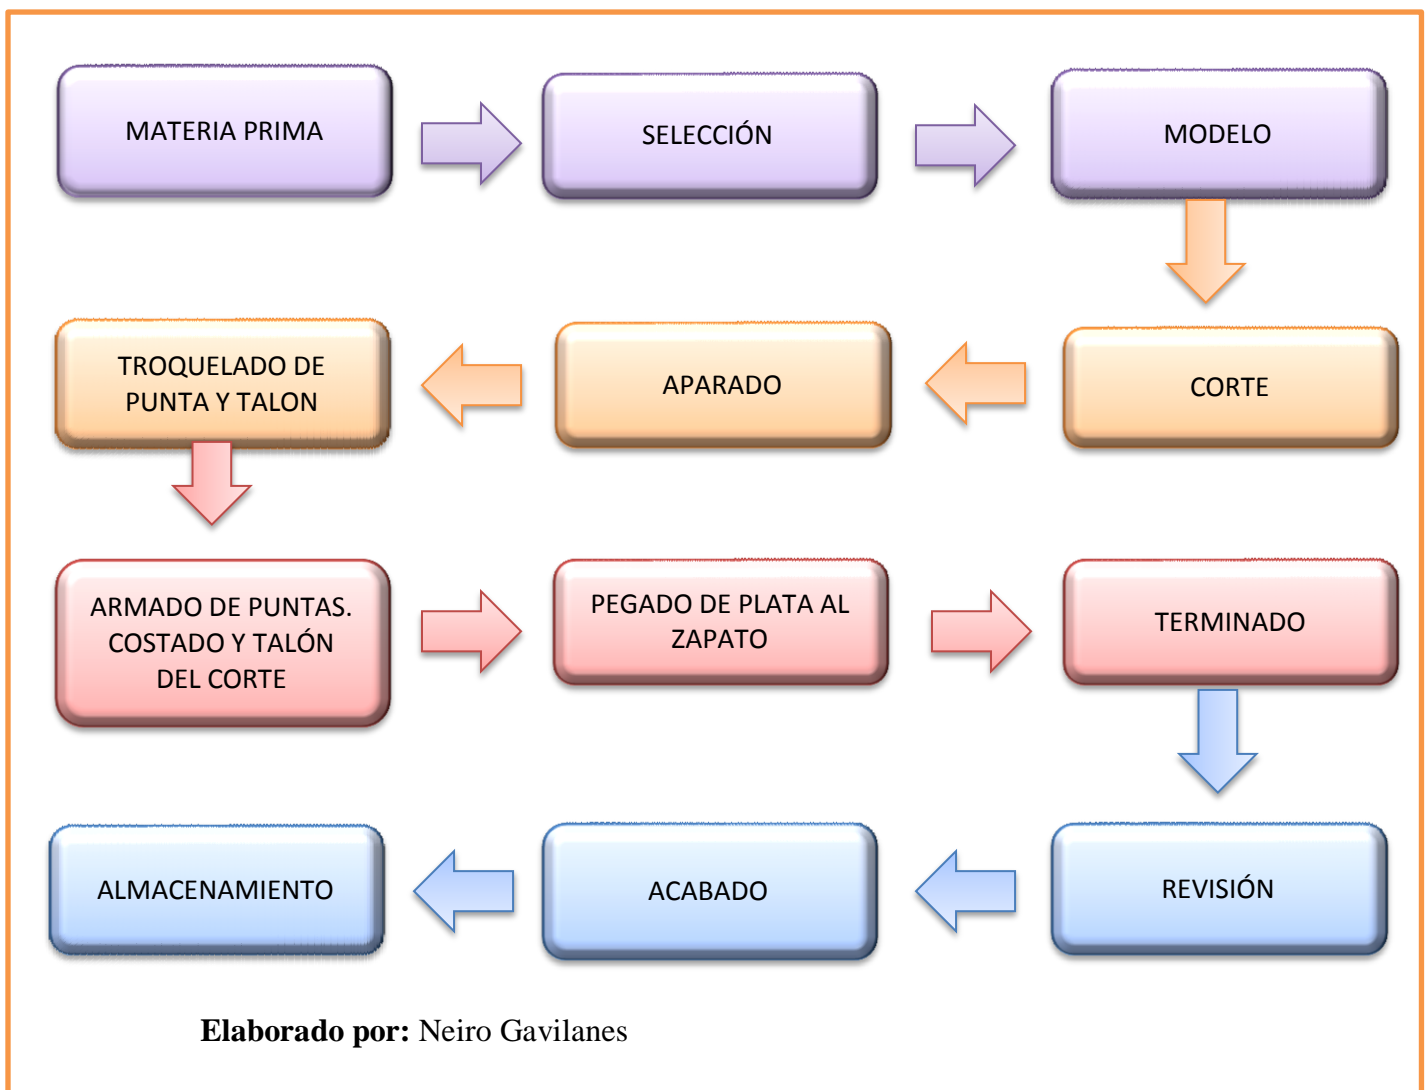 MATERIA PRIMA
SELECCIÓN
MODELO
TROQUELADO DE
PUNTA Y TALON
APARADO
CORTE
ARMADO DE PUNTAS.
COSTADO Y TALÓN
DEL CORTE
PEGADO DE PLATA AL
ZAPATO
TERMINADO
ALMACENAMIENTO
ACABADO
REVISIÓN
Elaborado por: Neiro Gavilanes